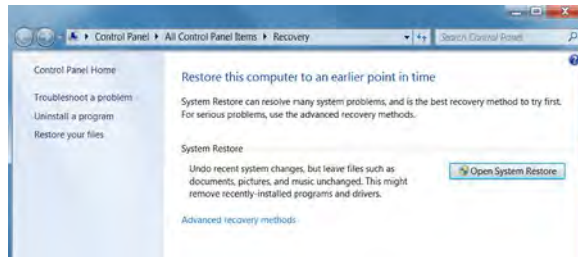 Control Panel All Control Panel Items Recovery
Search Control Panel
Control Panel Home
Troubleshoot a problem
Uninstall a program
Restore your files
Restore this computer to an earlier point in time
System Restore can resolve many system problems, and is the best recovery method to try first.
For serious problems, use the advanced recovery methods.
System Restore
Undo recent system changes, but leave files such as
documents, pictures, and music unchanged. This might
remove recently-installed programs and drivers.
Open System Restore
Advanced recovery methods